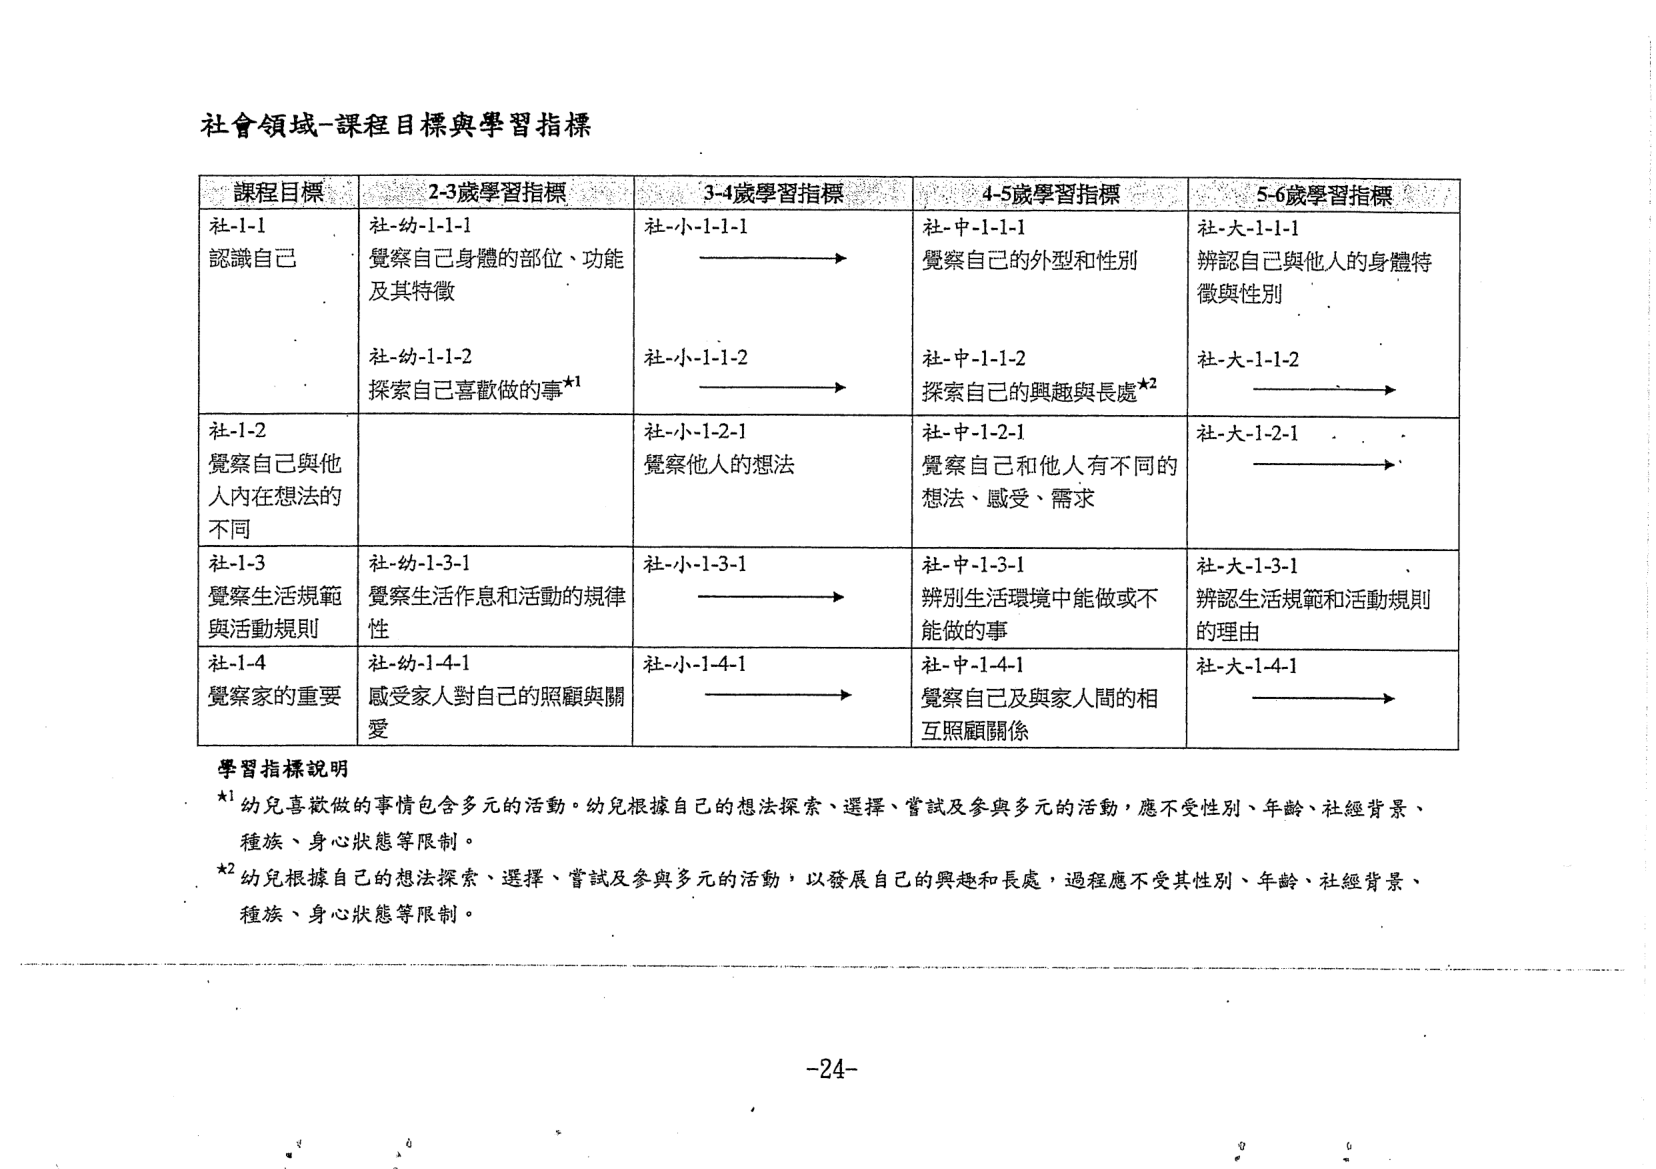 社會領域-課程目標與學習指標
課程目標 2-3歲學習指標 3-4歲學習指標 4-5歲學習指標 5-6歲學習指標
社-1-1
認識自己
社-幼-1-1-1
覺察自己身體的部位、功能
及其特徵
社-幼-1-1-2
探索自己喜歡做的事★1
社-小-1-1-1
社-小-1-1-2
社-中-1-1-1
覺察自己的外型和性別
社-中-1-1-2
探索自己的興趣與長處★2
社-大-1-1-1
辨認自己與他人的身體特
徵與性別
社-大-1-1-2
社-1-2
覺察自己與他
人內在想法的
不同
社-小-1-2-1
覺察他人的想法
社-中-1-2-1
覺察自己和他人有不同的
想法、感受、需求
社-大-1-2-1
社-1-3
覺察生活規範
與活動規則
社-幼-1-3-1
覺察生活作息和活動的規律
性
社-小-1-3-1
社-中-1-3-1
辨別生活環境中能做或不
能做的事
社-大-1-3-1
辨認生活規範和活動規則
的理由
社-1-4
覺察家的重要
社-幼-1-4-1
感受家人對自己的照顧與關
愛
社-小-1-4-1
社-中-1-4-1
覺察自己及與家人間的相
互照顧關係
社-大-1-4-1
學習指標說明
★1 幼兒喜歡做的事情包含多元的活動。幼兒根據自己的想法探索、選擇、嘗試及參與多元的活動，應不受性別、年齡、社經背景、
種族、身心狀態等限制。
★2 幼兒根據自己的想法探索、選擇、嘗試及參與多元的活動，以發展自己的興趣和長處，過程應不受其性別、年齡、社經背景、
種族、身心狀態等限制。
-24-